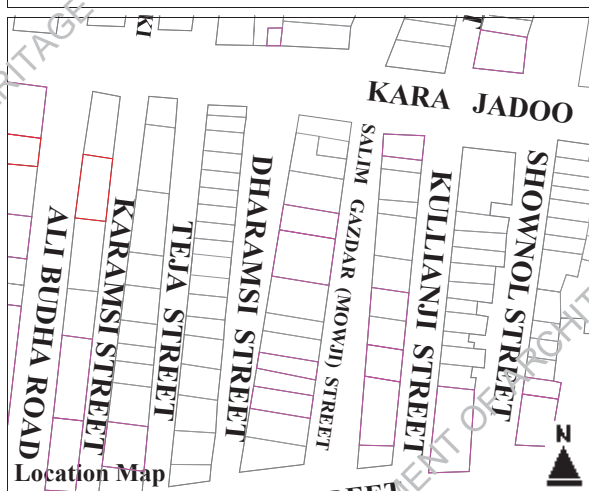 KARA JADOO
ALI BUDHA ROAD
KARAMSI STREET
TEJA STREET
DHARAMSI STREET
SALIM GAZDAR (MOWJI) STREET
KULLIANJI STREET
SHOWNOL STREET
N
Location Map